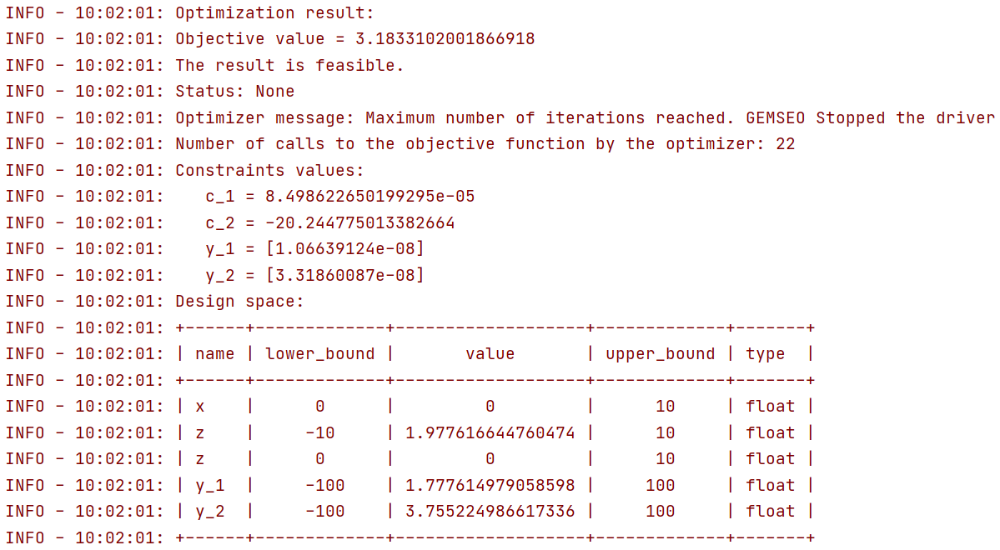 INFO - 10:02:01: Optimization result:
INFO - 10:02:01: Objective value = 3.1833102001866918
INFO - 10:02:01: The result is feasible.
INFO - 10:02:01: Status: None
INFO - 10:02:01: Optimizer message: Maximum number of iterations reached. GEMSEO Stopped the driver
INFO - 10:02:01: Number of calls to the objective function by the optimizer: 22
INFO - 10:02:01: Constraints values:
INFO - 10:02:01:    c_1 = 8.498622650199295e-05
INFO - 10:02:01:    c_2 = -20.244775013382664
INFO - 10:02:01:    y_1 = [1.06639124e-08]
INFO - 10:02:01:    y_2 = [3.31860087e-08]
INFO - 10:02:01: Design space:
INFO - 10:02:01: +------+-------------+-------------------+-------------+-------+
INFO - 10:02:01: | name | lower_bound |       value       | upper_bound | type  |
INFO - 10:02:01: +------+-------------+-------------------+-------------+-------+
INFO - 10:02:01: | x    |      0      |         0         |      10     | float |
INFO - 10:02:01: | z    |     -10     | 1.977616644760474 |      10     | float |
INFO - 10:02:01: | z    |      0      |         0         |      10     | float |
INFO - 10:02:01: | y_1  |     -100    | 1.777614979058598 |     100     | float |
INFO - 10:02:01: | y_2  |     -100    | 3.755224986617336 |     100     | float |
INFO - 10:02:01: +------+-------------+-------------------+-------------+-------+